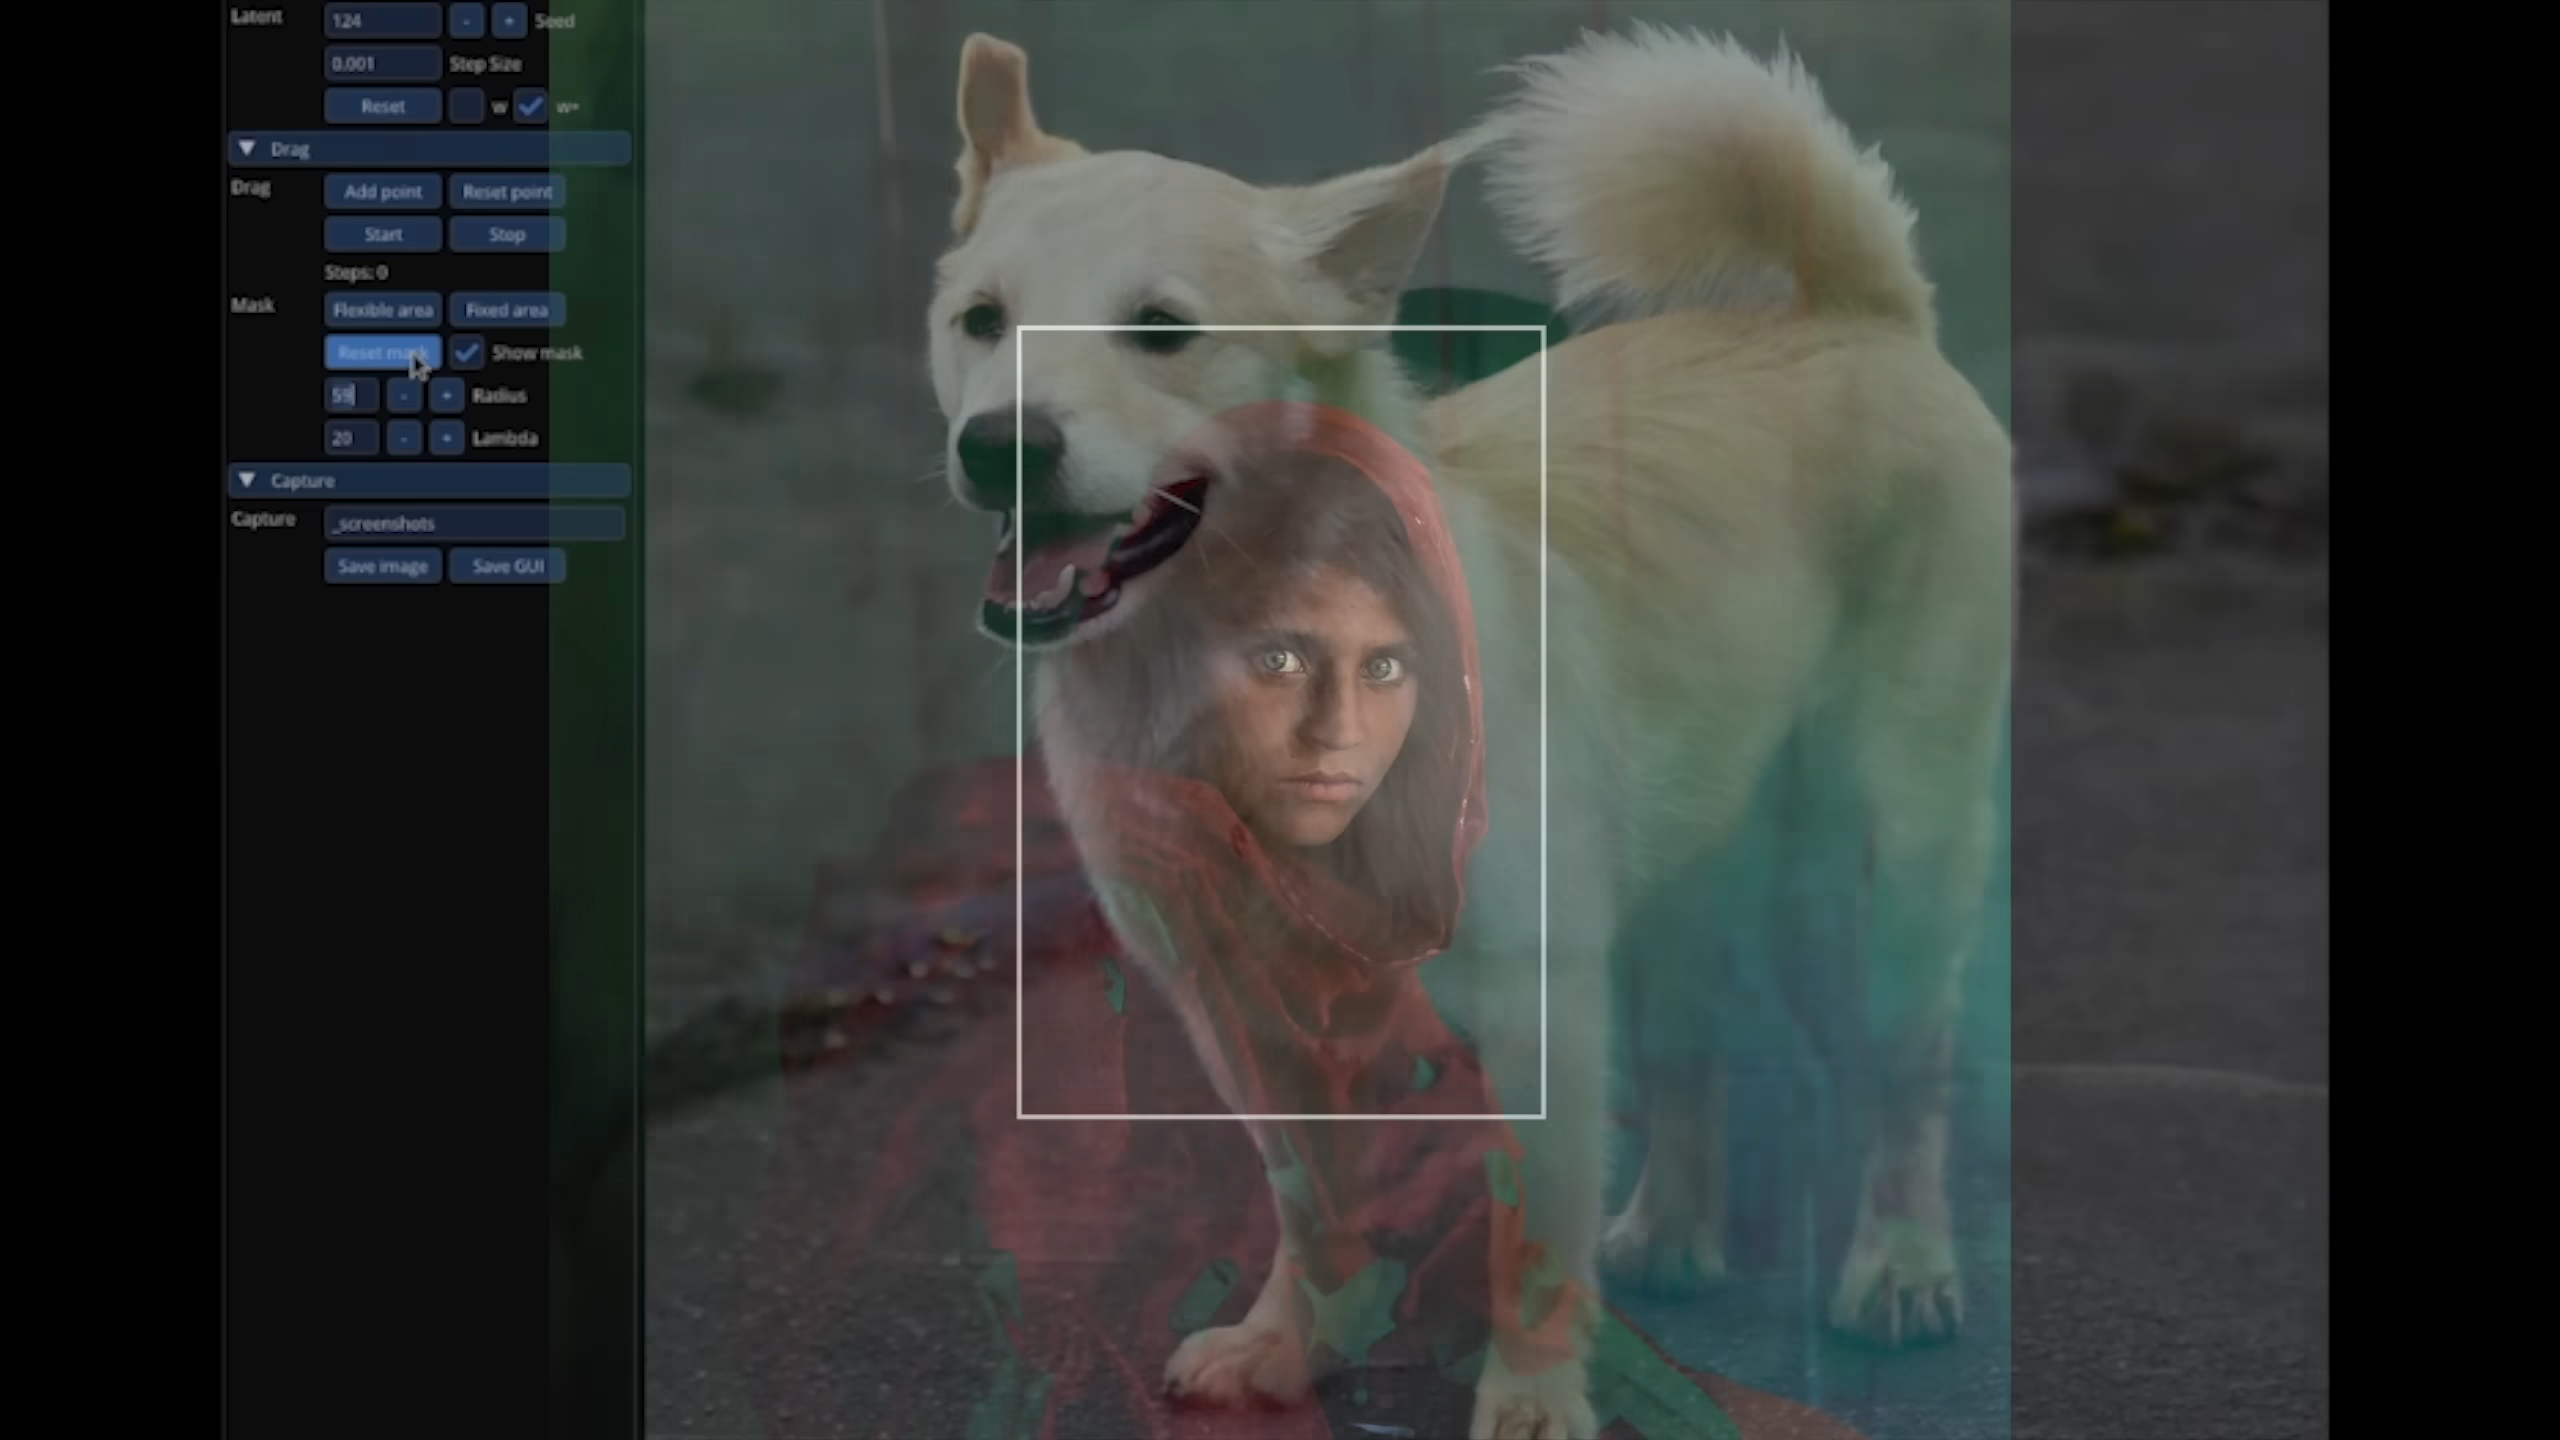 Latent 124 - + Seed
0.001 Step Size
Reset w w+
Drag
Drag Add point Reset point
Start Stop
Steps: 0
Mask Flexible area Fixed area
Reset mask Show mask
59 - + Radius
20 - + Lambda
Capture
Capture _screenshots
Save image Save GUI